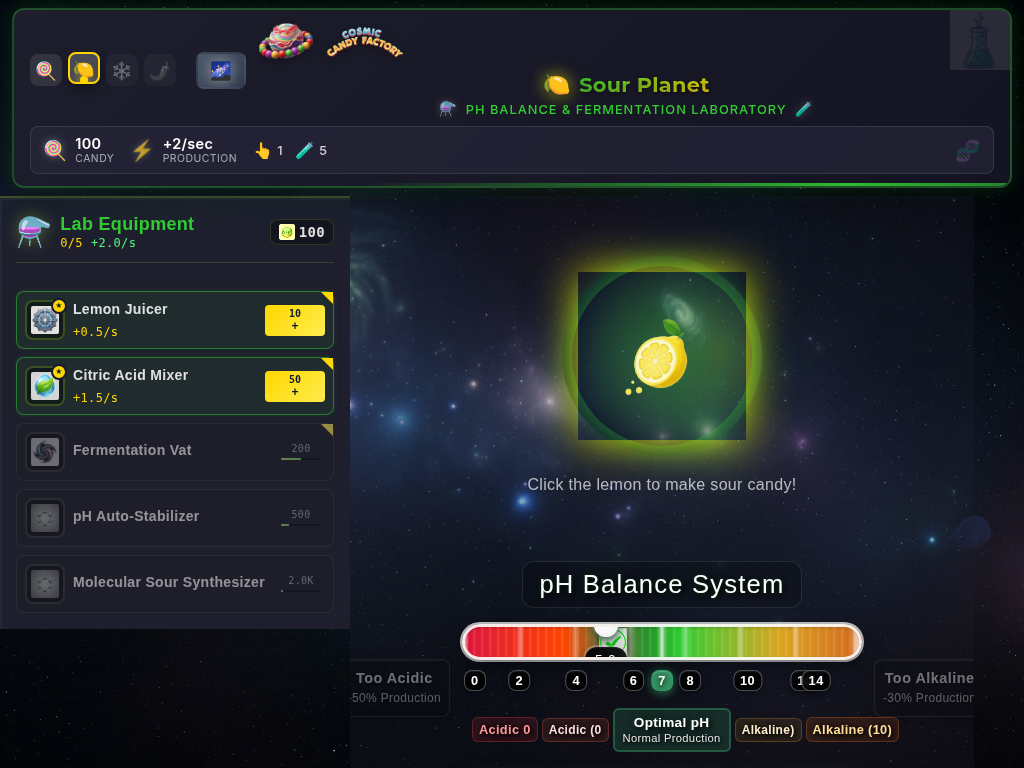 COSMIC
CANDY FACTORY
Sour Planet
PH BALANCE & FERMENTATION LABORATORY
100
CANDY
+2/sec
PRODUCTION
1
5
Lab Equipment
0/5 +2.0/s
100
Lemon Juicer
+0.5/s
10
+
Citric Acid Mixer
+1.5/s
50
+
Fermentation Vat
200
pH Auto-Stabilizer
500
Molecular Sour Synthesizer
2.0K
Click the lemon to make sour candy!
pH Balance System
0 2 4 6 7 8 10 14
Too Acidic
-50% Production
Too Alkaline
-30% Production
Acidic 0
Acidic (0
Optimal pH
Normal Production
Alkaline)
Alkaline (10)